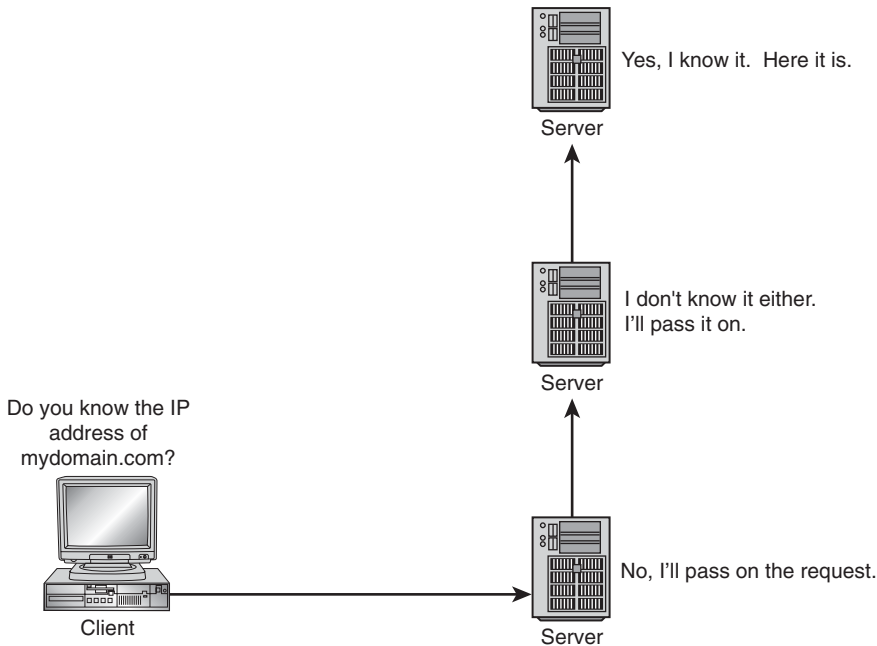 Yes, I know it.  Here it is.
Server
I don't know it either.
I’ll pass it on.
Server
Do you know the IP
address of
mydomain.com?
Client
No, I’ll pass on the request.
Server